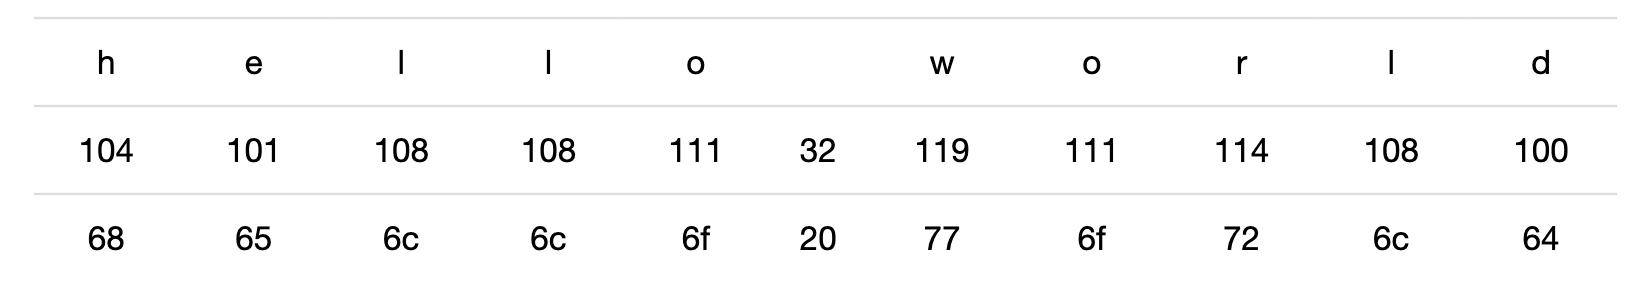 h e l l o   w o r l d
104 101 108 108 111 32 119 111 114 108 100
68 65 6c 6c 6f 20 77 6f 72 6c 64